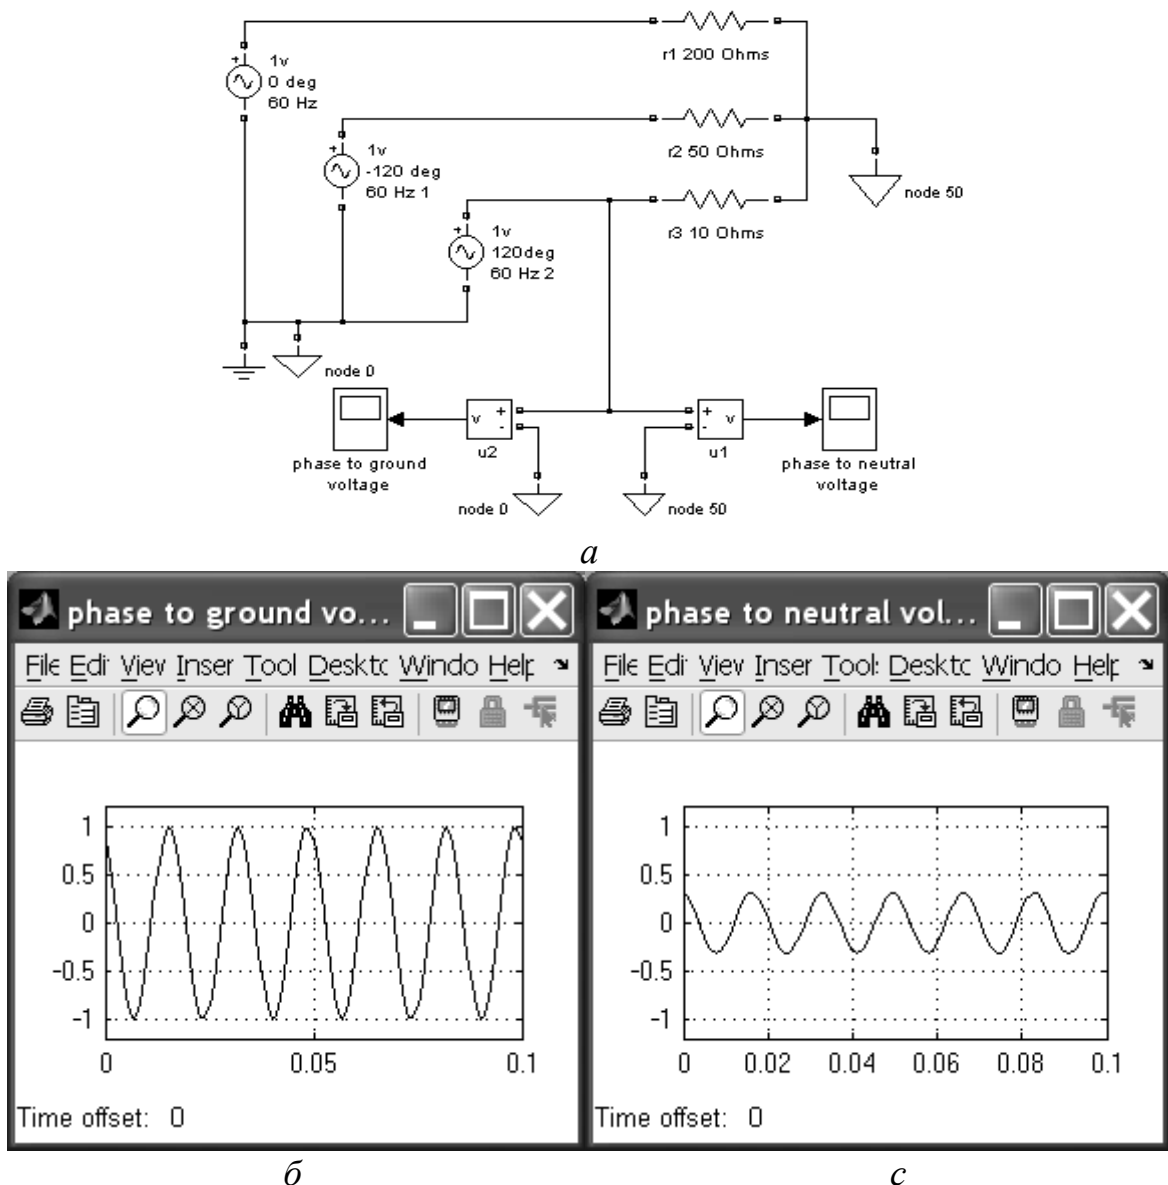 r1 200 Ohms
1v
0 deg
60 Hz
1v
-120 deg
60 Hz 1
r2 50 Ohms
node 50
1v
120deg
60 Hz 2
r3 10 Ohms
node 0
v + -
u2
+ - v
u1
phase to ground
voltage
phase to neutral
voltage
node 0
node 50
а
phase to ground vo...
File Edi Viev Inser Tool Desktc Windo Help
1
0.5
0
-0.5
-1
0 0.05 0.1
Time offset: 0
б
phase to neutral vol...
File Edi Viev Inser Tool: Desktc Windo Help
1
0.5
0
-0.5
-1
0 0.02 0.04 0.06 0.08 0.1
Time offset: 0
с